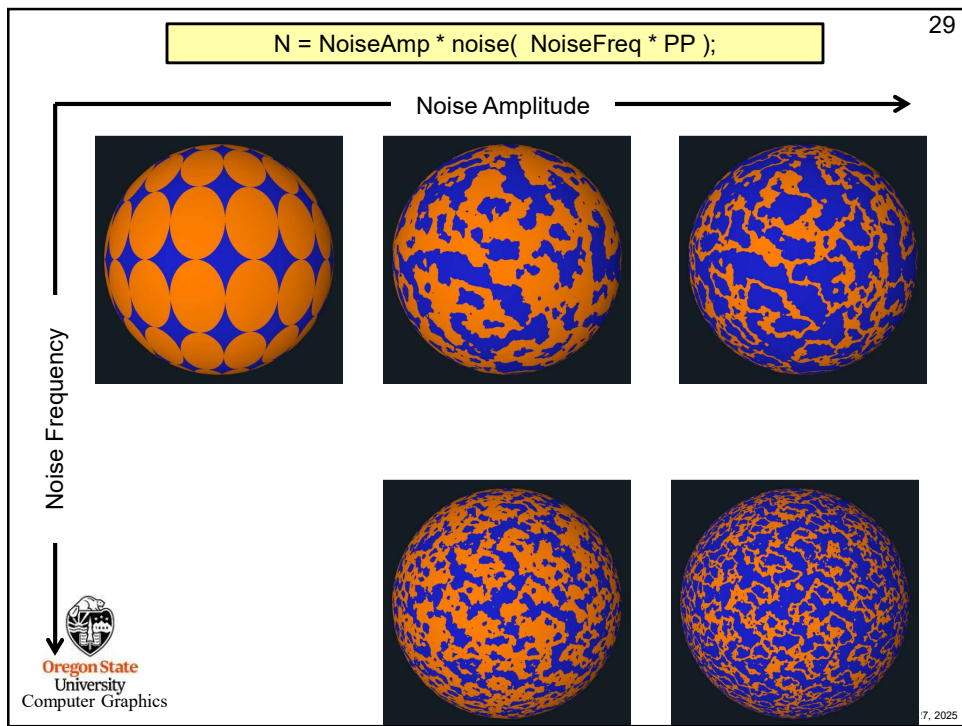 29
N = NoiseAmp * noise( NoiseFreq * PP );
Noise Amplitude
Noise Frequency
Oregon State
University
Computer Graphics
7, 2025